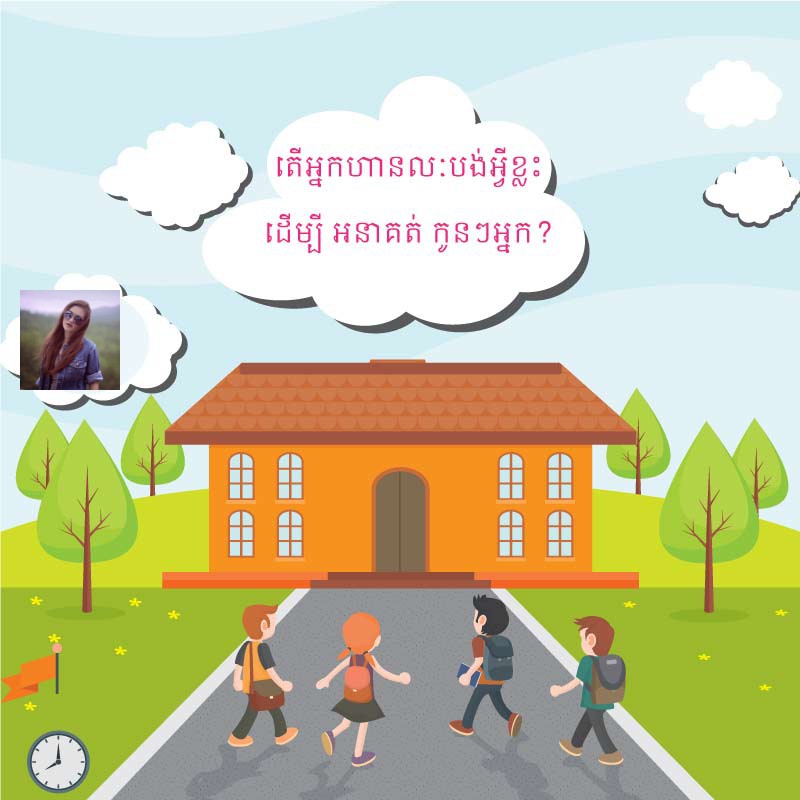 តើអ្នកហានលៈបង់អ្វីខ្លះ
ដើម្បី អនាគត់ កូនៗអ្នក?